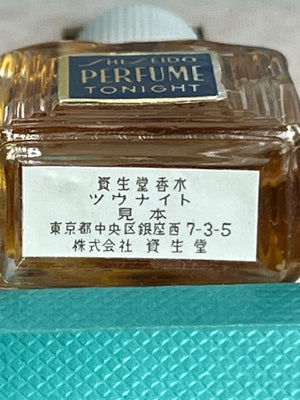 SHISEIDO
PERFUME
TONIGHT
資生堂香水
ツウナイト
見本
東京都中央区銀座西7-3-5
株式会社 資生堂